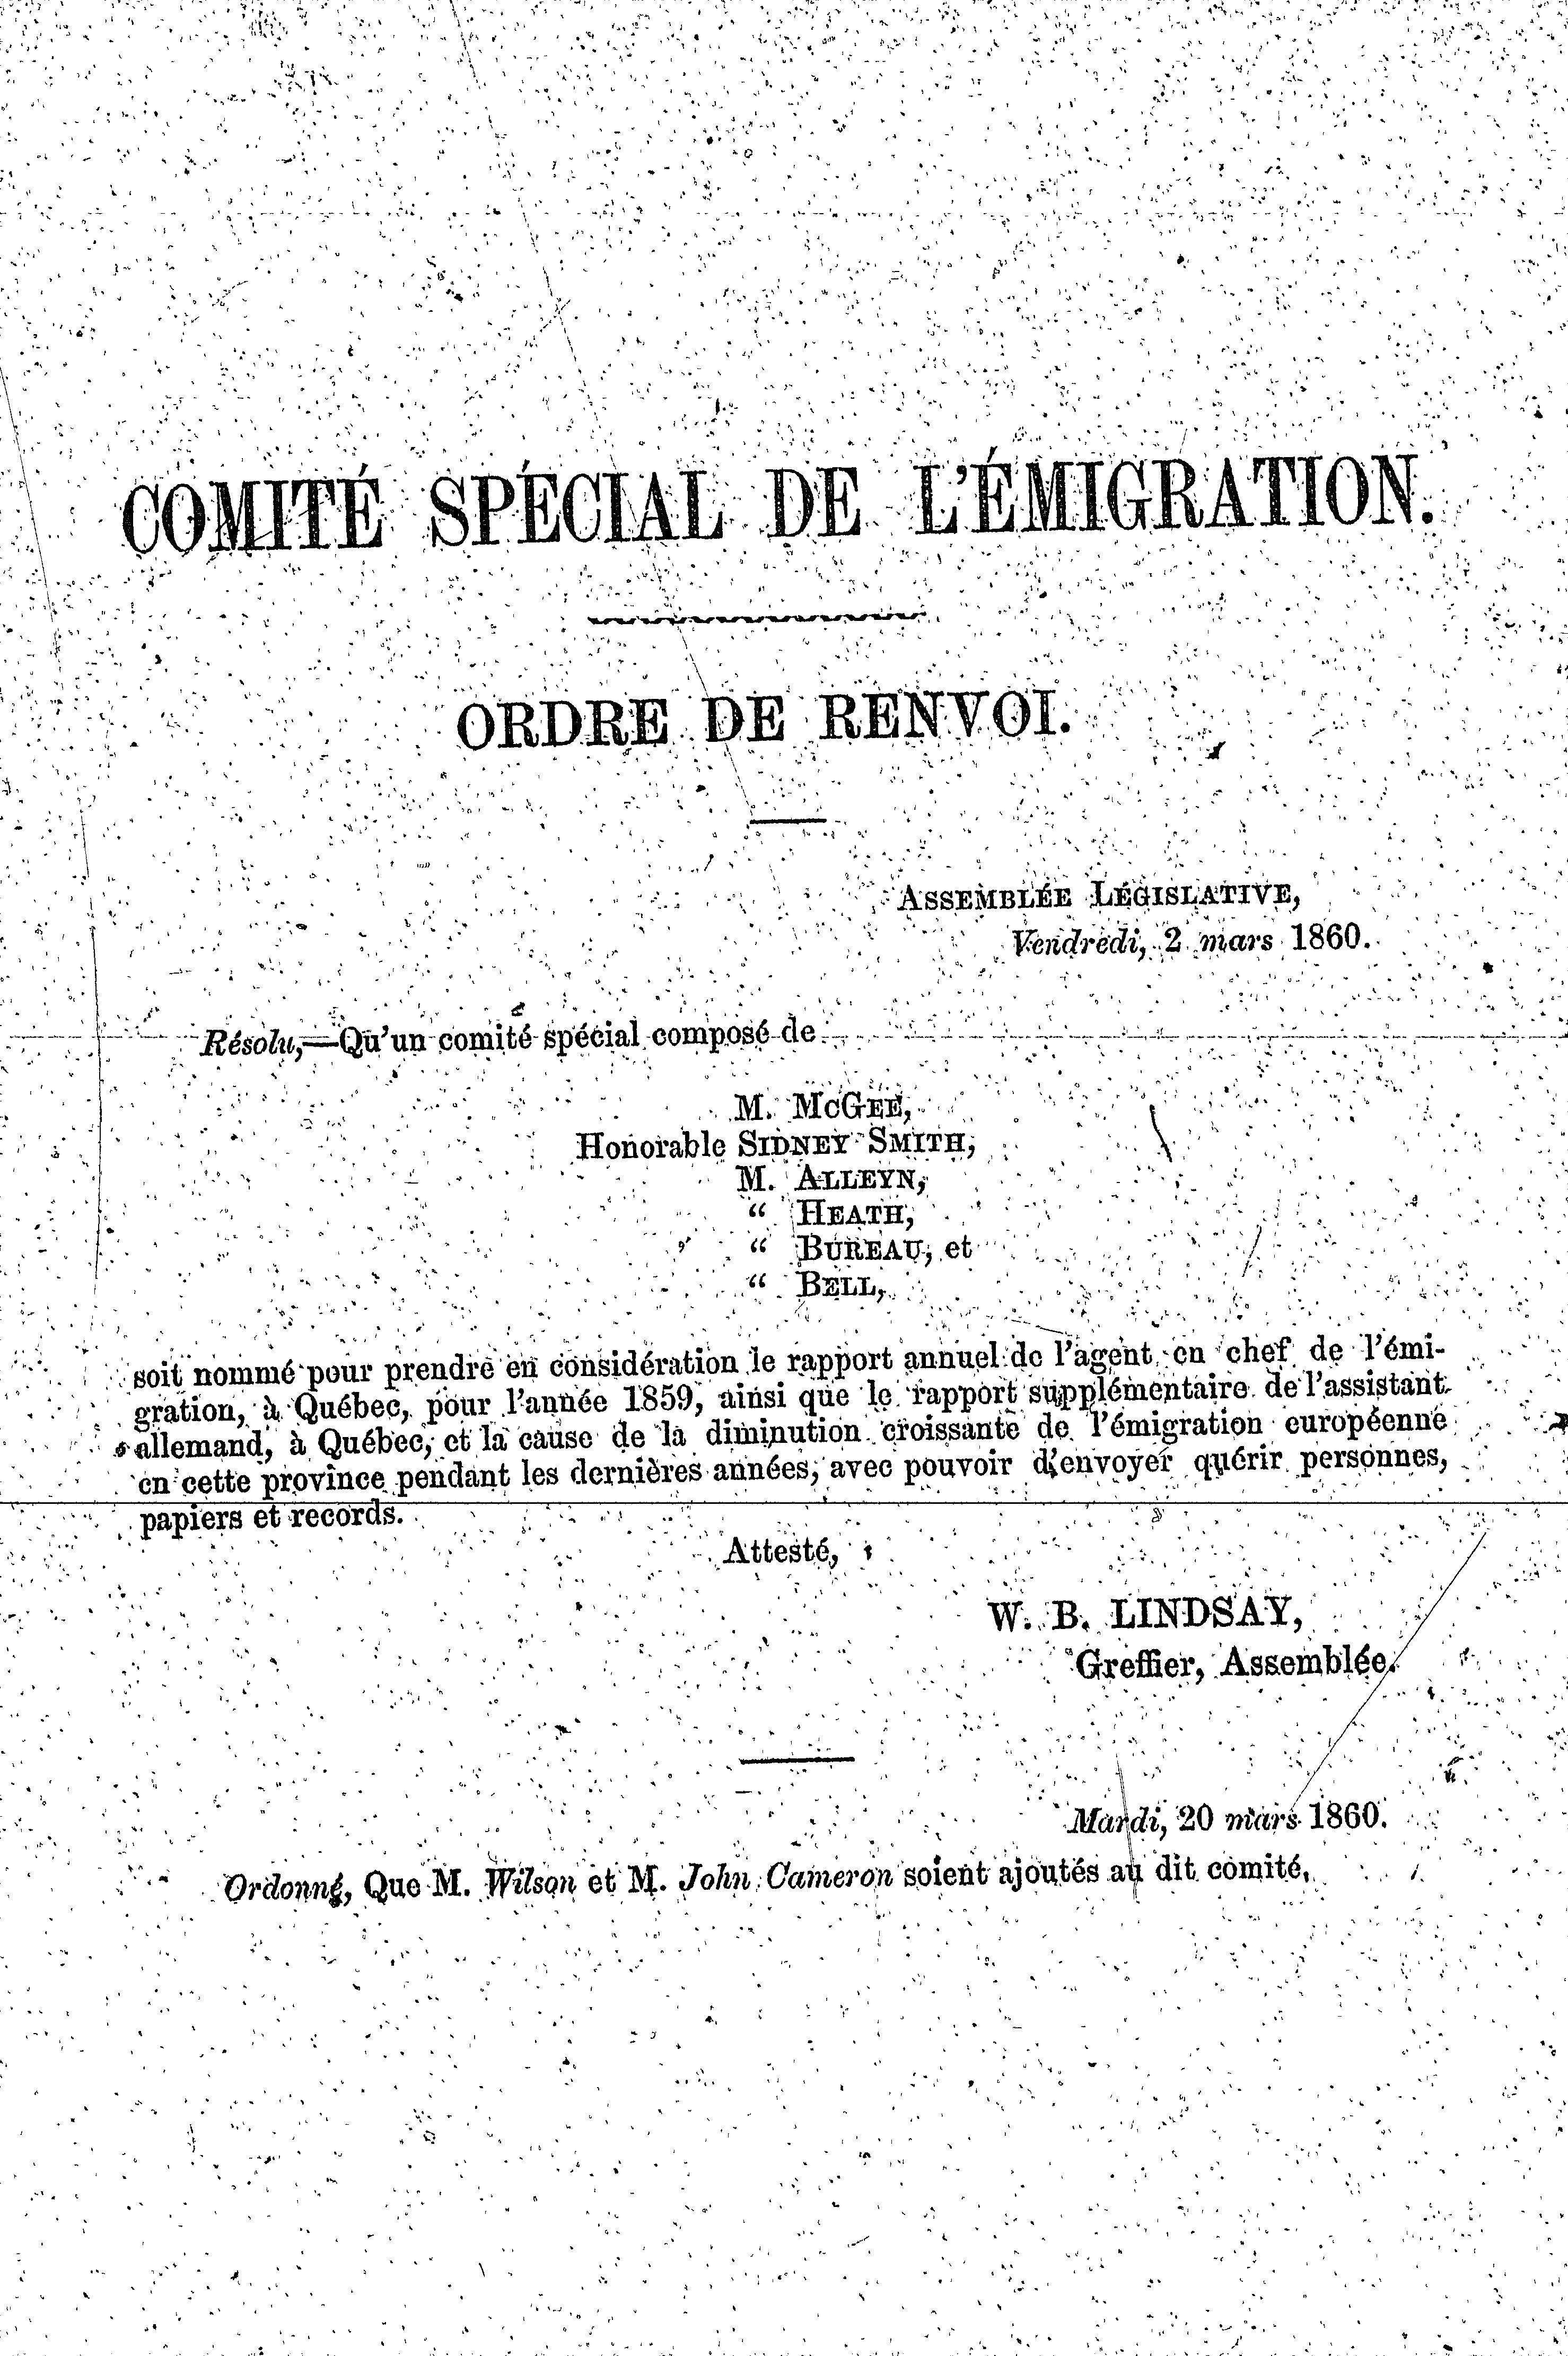 COMITÉ SPÉCIAL DE L'ÉMIGRATION.
ORDRE DE RENVOI.
ASSEMBLÉE LÉGISLATIVE,
Vendredi, 2 mars 1860.
Résolu,—Qu'un comité spécial composé de
M. MCGEE,
Honorable SIDNEY SMITH,
M. ALLEYN,
“ HEATH,
“ BUREAU, et
“ BELL,
soit nommé pour prendre en considération le rapport annuel de l'agent en chef de l'émi-
gration, à Québec, pour l'année 1859, ainsi que le rapport supplémentaire de l'assistant
allemand, à Québec, et la cause de la diminution croissante de l'émigration européenne
en cette province pendant les dernières années, avec pouvoir d'envoyer quérir personnes,
papiers et records.
Attesté,
W. B. LINDSAY,
Greffier, Assemblée.
Mardi, 20 mars 1860.
Ordonné, Que M. Wilson et M. John Cameron soient ajoutés au dit comité.